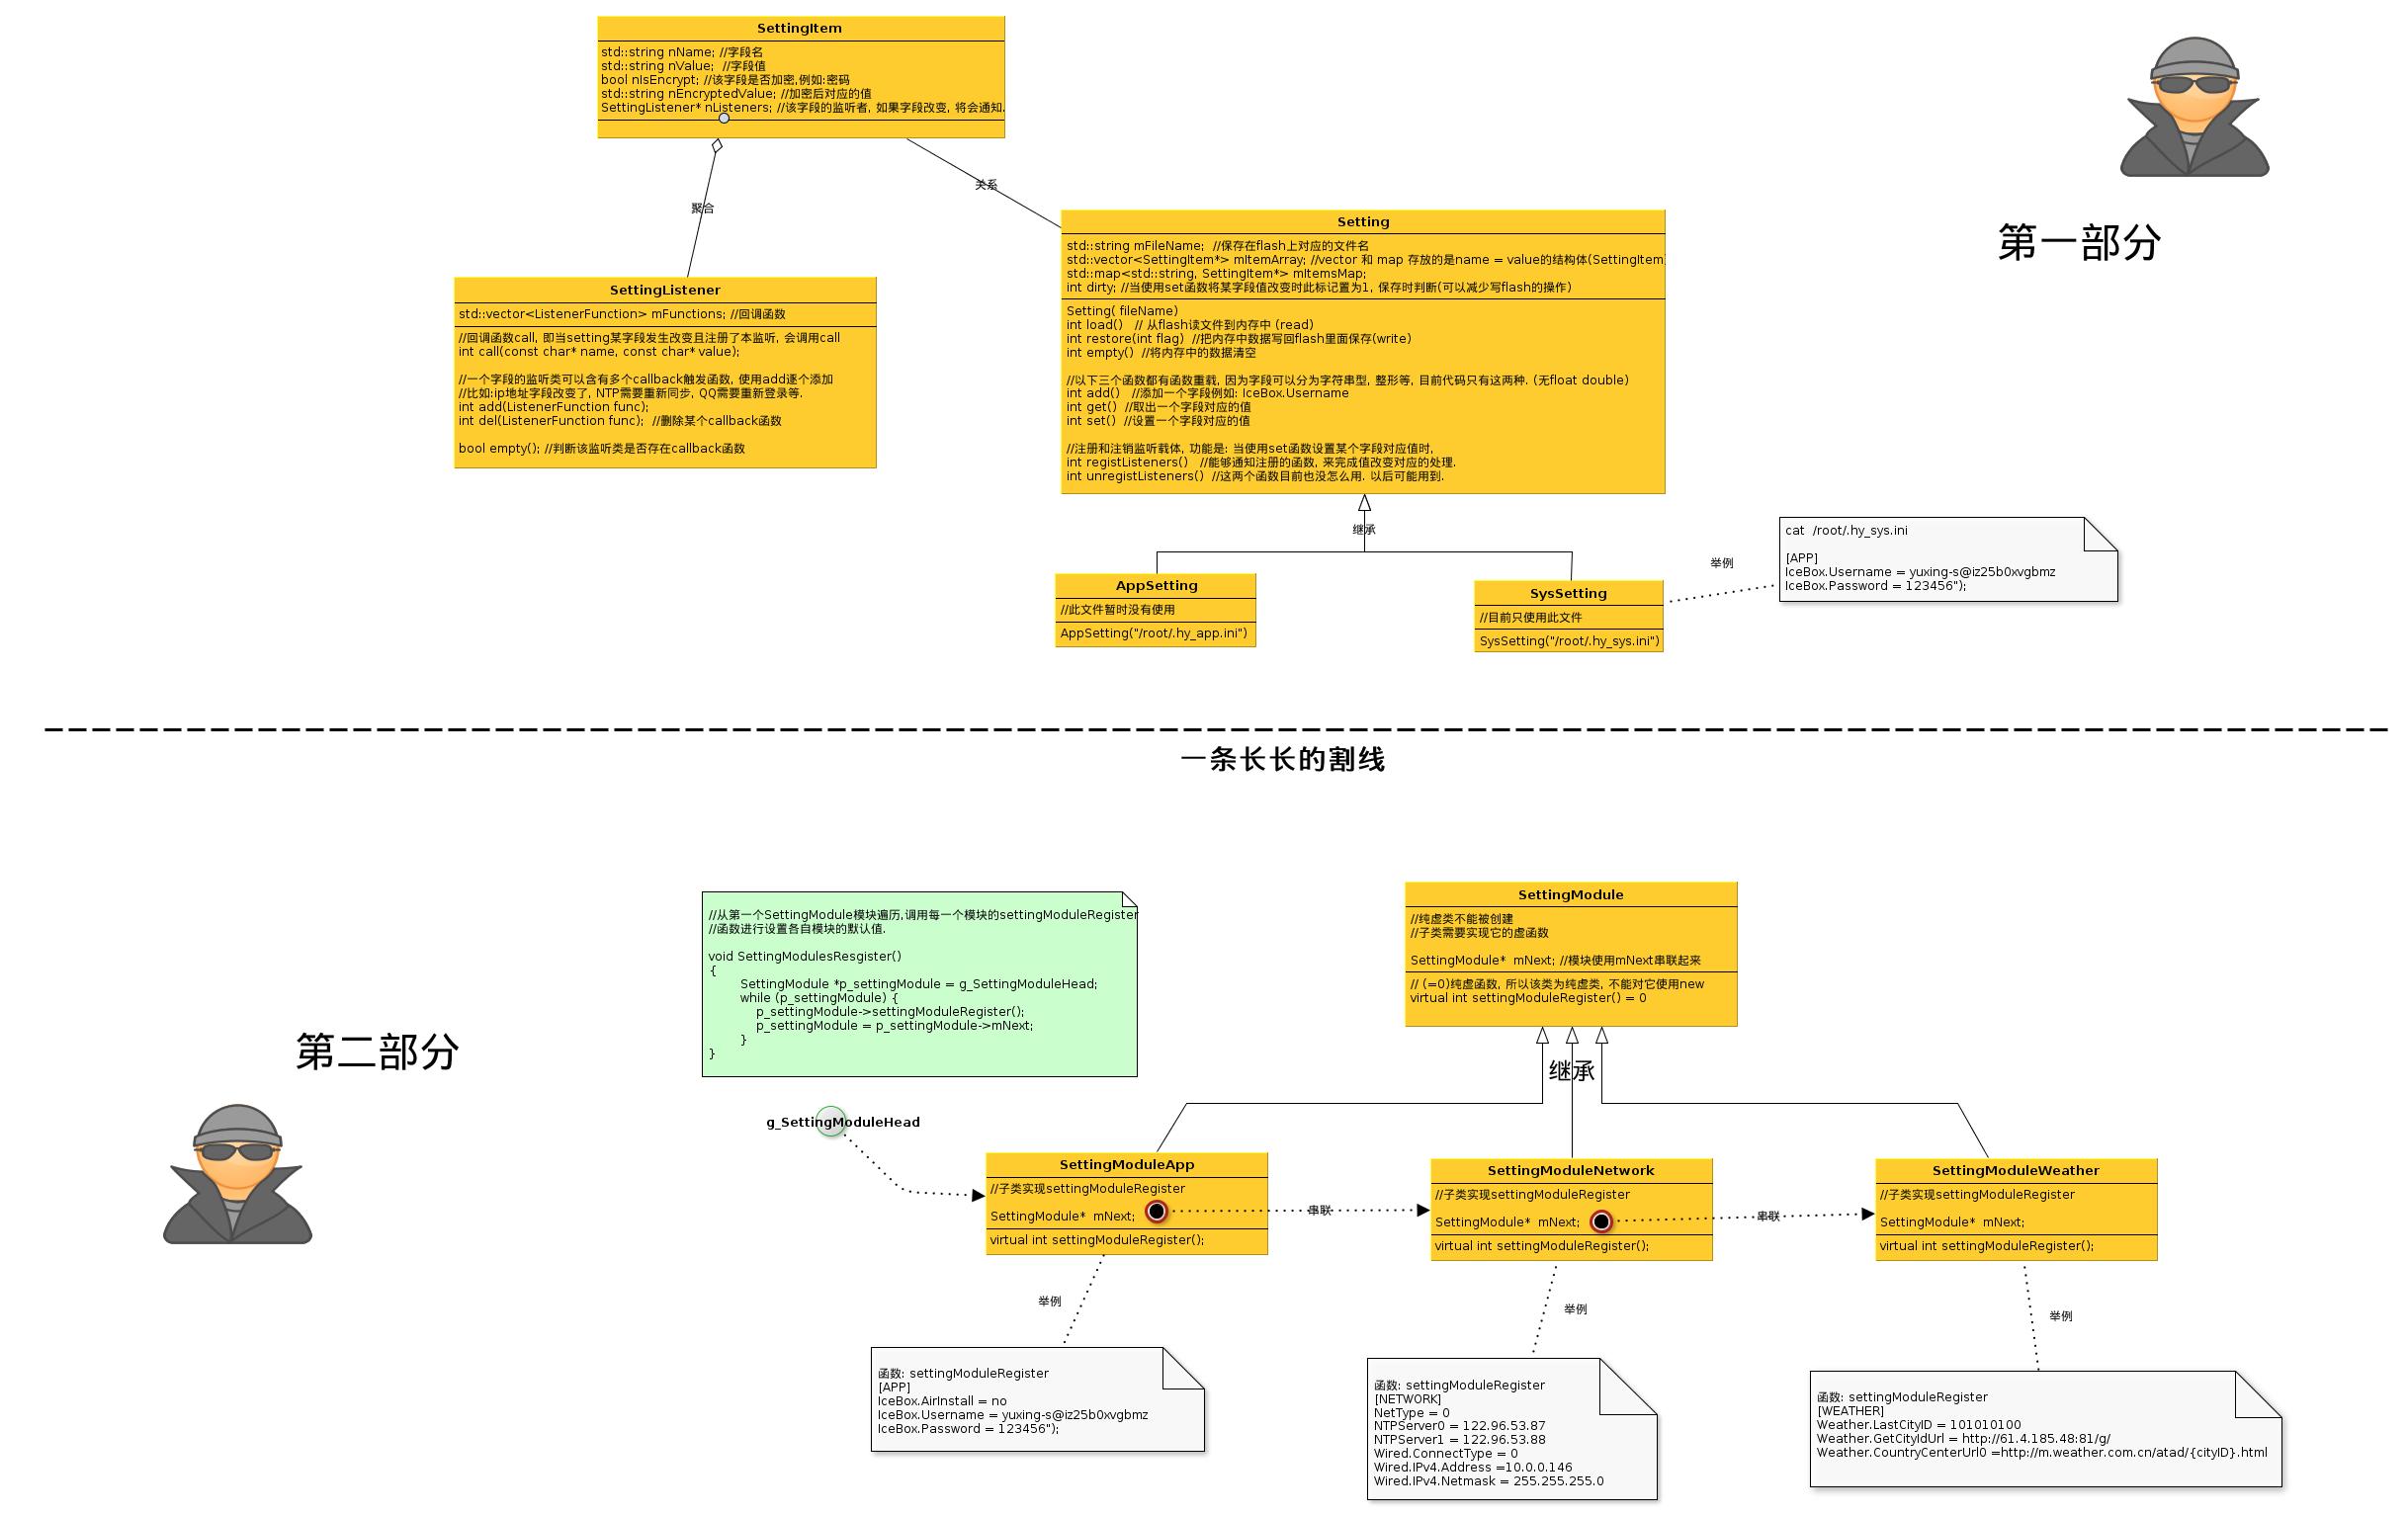 SettingItem
std::string nName; //字段名
std::string nValue;  //字段值
bool nIsEncrypt; //该字段是否加密,例如:密码
std::string nEncryptedValue; //加密后对应的值
SettingListener* nListeners; //该字段的监听者, 如果字段改变, 将会通知.
聚合
关系
第一部分
SettingListener
std::vector<ListenerFunction> mFunctions; //回调函数
//回调函数call, 即当setting某字段发生改变且注册了本监听, 会调用call
int call(const char* name, const char* value);
//一个字段的监听类可以含有多个callback触发函数, 使用add逐个添加
//比如:ip地址字段改变了, NTP需要重新同步, QQ需要重新登录等.
int add(ListenerFunction func);
int del(ListenerFunction func);  //删除某个callback函数
bool empty(); //判断该监听类是否存在callback函数
Setting
std::string mFileName;  //保存在flash上对应的文件名
std::vector<SettingItem*> mItemArray; //vector 和 map 存放的是name = value的结构体(SettingItem)
std::map<std::string, SettingItem*> mItemsMap;
int dirty; //当使用set函数将某字段值改变时此标记置为1, 保存时判断(可以减少写flash的操作)
Setting( fileName)
int load()   // 从flash读文件到内存中 (read)
int restore(int flag)  //把内存中数据写回flash里面保存(write)
int empty()  //将内存中的数据清空
//以下三个函数都有函数重载, 因为字段可以分为字符串型, 整形等, 目前代码只有这两种. (无float double)
int add()   //添加一个字段例如: IceBox.Username
int get()  //取出一个字段对应的值
int set()  //设置一个字段对应的值
//注册和注销监听载体, 功能是: 当使用set函数设置某个字段对应值时,
int registListeners()   //能够通知注册的函数, 来完成值改变对应的处理.
int unregistListeners()  //这两个函数目前也没怎么用. 以后可能用到.
继承
AppSetting
//此文件暂时没有使用
AppSetting("/root/.hy_app.ini")
SysSetting
//目前只使用此文件
SysSetting("/root/.hy_sys.ini")
举例
cat  /root/.hy_sys.ini
[APP]
IceBox.Username = yuxing-s@iz25b0xvgbmz
IceBox.Password = 123456");
一条长长的割线
第二部分
//从第一个SettingModule模块遍历,调用每一个模块的settingModuleRegister
//函数进行设置各自模块的默认值.
void SettingModulesResgister()
{
SettingModule *p_settingModule = g_SettingModuleHead;
while (p_settingModule) {
p_settingModule->settingModuleRegister();
p_settingModule = p_settingModule->mNext;
}
}
SettingModule
//纯虚类不能被创建
//子类需要实现它的虚函数
SettingModule*  mNext; //模块使用mNext串联起来
// (=0)纯虚函数, 所以该类为纯虚类, 不能对它使用new
virtual int settingModuleRegister() = 0
继承
g_SettingModuleHead
SettingModuleApp
//子类实现settingModuleRegister
SettingModule*  mNext;
virtual int settingModuleRegister();
串联
SettingModuleNetwork
//子类实现settingModuleRegister
SettingModule*  mNext;
virtual int settingModuleRegister();
串联
SettingModuleWeather
//子类实现settingModuleRegister
SettingModule*  mNext;
virtual int settingModuleRegister();
举例
函数: settingModuleRegister
[APP]
IceBox.AirInstall = no
IceBox.Username = yuxing-s@iz25b0xvgbmz
IceBox.Password = 123456");
举例
函数: settingModuleRegister
[NETWORK]
NetType = 0
NTPServer0 = 122.96.53.87
NTPServer1 = 122.96.53.88
Wired.ConnectType = 0
Wired.IPv4.Address =10.0.0.146
Wired.IPv4.Netmask = 255.255.255.0
举例
函数: settingModuleRegister
[WEATHER]
Weather.LastCityID = 101010100
Weather.GetCityIdUrl = http://61.4.185.48:81/g/
Weather.CountryCenterUrl0 =http://m.weather.com.cn/atad/{cityID}.html